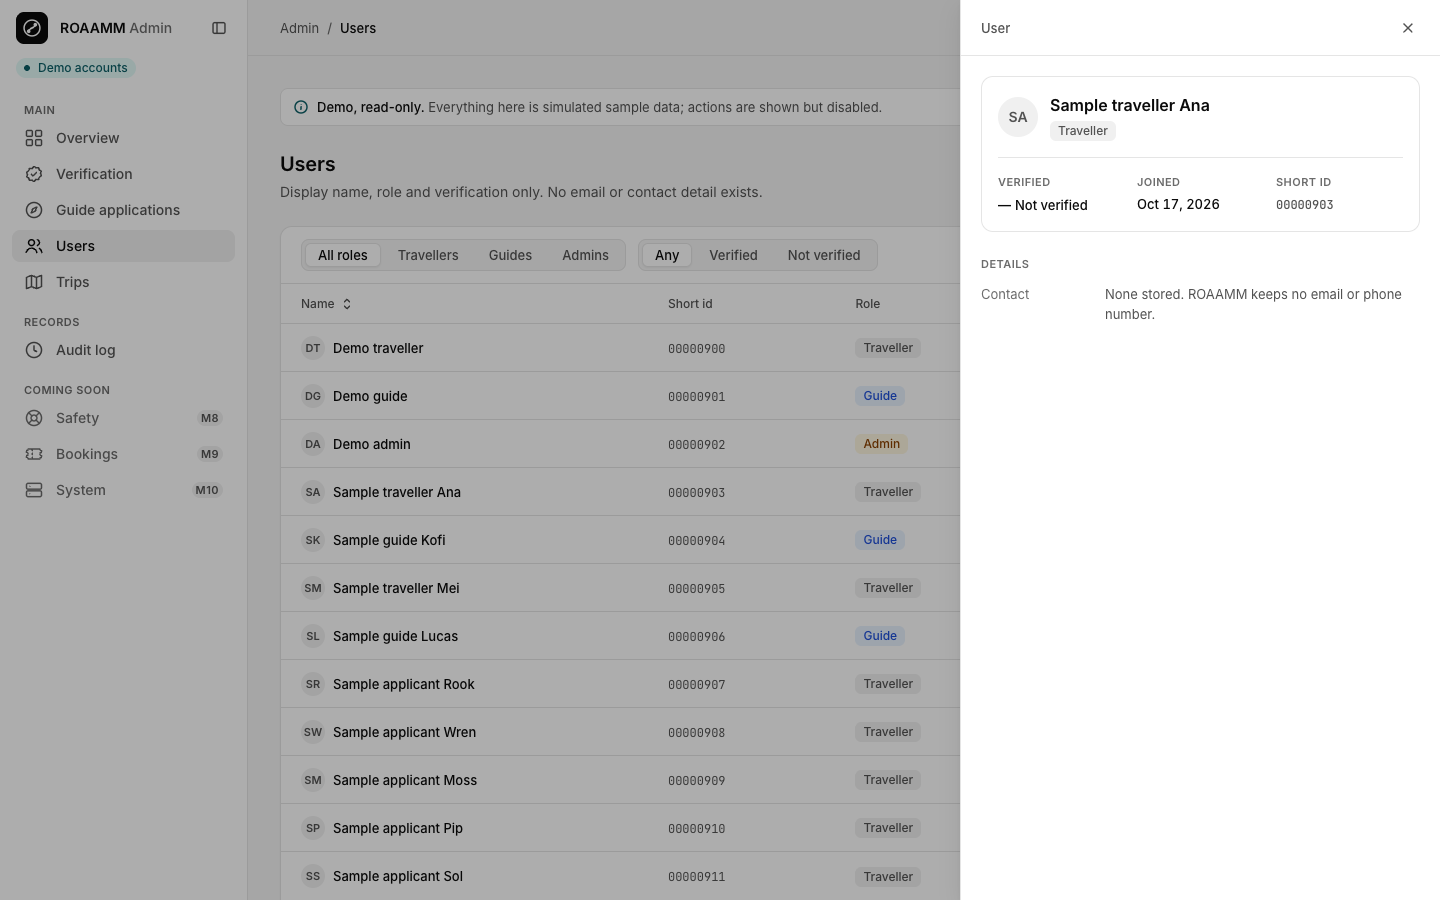 ROAAMM Admin
Demo accounts
MAIN
Overview
Verification
Guide applications
Users
Trips
RECORDS
Audit log
COMING SOON
Safety M8
Bookings M9
System M10
Admin / Users
Demo, read-only. Everything here is simulated sample data; actions are shown but disabled.
Users
Display name, role and verification only. No email or contact detail exists.
All roles Travellers Guides Admins Any Verified Not verified
Name Short id Role
DT Demo traveller 00000900 Traveller
DG Demo guide 00000901 Guide
DA Demo admin 00000902 Admin
SA Sample traveller Ana 00000903 Traveller
SK Sample guide Kofi 00000904 Guide
SM Sample traveller Mei 00000905 Traveller
SL Sample guide Lucas 00000906 Guide
SR Sample applicant Rook 00000907 Traveller
SW Sample applicant Wren 00000908 Traveller
SM Sample applicant Moss 00000909 Traveller
SP Sample applicant Pip 00000910 Traveller
SS Sample applicant Sol 00000911 Traveller
User
SA
Sample traveller Ana
Traveller
VERIFIED JOINED SHORT ID
— Not verified Oct 17, 2026 00000903
DETAILS
Contact None stored. ROAAMM keeps no email or phone
number.